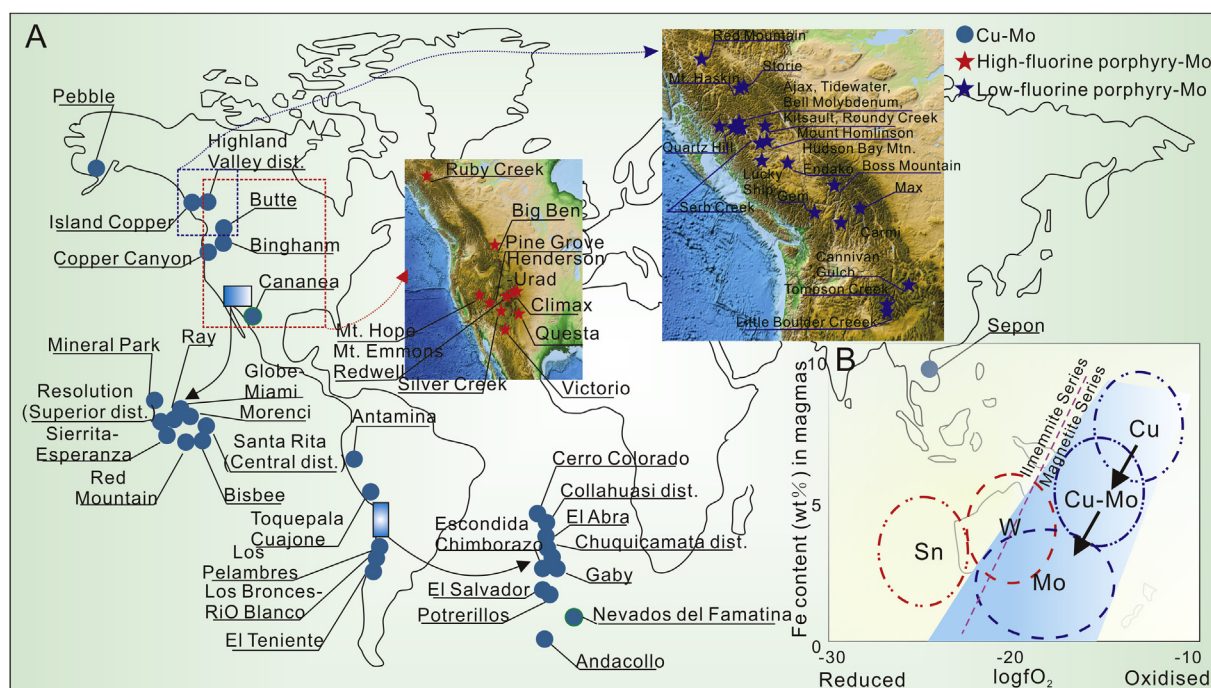 A
Cu-Mo
High-fluorine porphyry-Mo
Low-fluorine porphyry-Mo
Pebble
Highland
Valley dist.
Island Copper
Butte
Binghanm
Copper Canyon
Cananea
Ray
Mineral Park
Globe-
Miami
Resolution
(Superior dist.)
Morenci
Sierrita-
Esperanza
Santa Rita
(Central dist.)
Red
Mountain
Bisbee
Antamina
Toquepala
Cuajone
Los
Pelambres
Los Bronces-
RiO Blanco
El Teniente
Cerro Colorado
Collahuasi dist.
El Abra
Escondida
Chimborazo
Chuquicamata dist.
Gaby
El Salvador
Potrerillos
Nevados del Famatina
Andacollo
Sepon
Ruby Creek
Big Ben
Pine Grove
Henderson
-Urad
Climax
Mt. Hope
Questa
Mt. Emmons
Redwell
Silver Creek
Victorio
Red Mountain
Storie
Mt. Haskin
Ajax, Tidewater,
Bell Molybdenum,
Kitsault, Roundy Creek
Mount Homlinson
Quartz Hill
Hudson Bay Mtn.
Endako
Boss Mountain
Lucky
Ship
Gem
Max
Serb Creek
Carmi
Cannivan
Gulch
Tompson Creek
Little Boulder Creeek
B
10
5
0
Fe content (wt%) in magmas
Ilmemnite Series
Magnetite Series
Cu
Cu-Mo
W
Sn
Mo
-30
-20
-10
Reduced
logfO₂
Oxidised